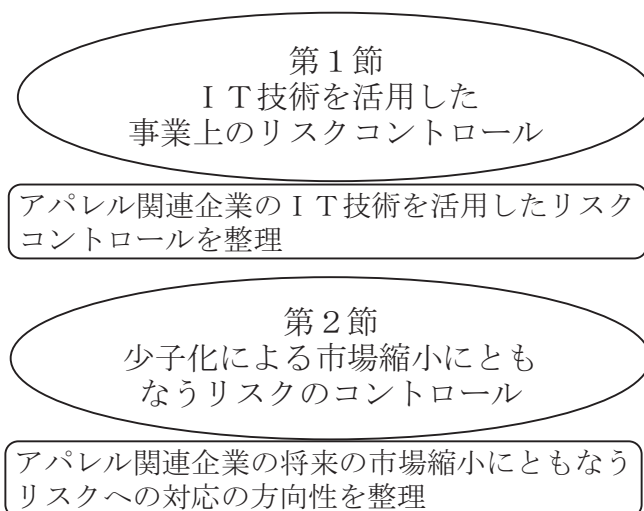 第１節
ＩＴ技術を活用した
事業上のリスクコントロール
アパレル関連企業のＩＴ技術を活用したリスク
コントロールを整理
第２節
少子化による市場縮小にとも
なうリスクのコントロール
アパレル関連企業の将来の市場縮小にともなう
リスクへの対応の方向性を整理